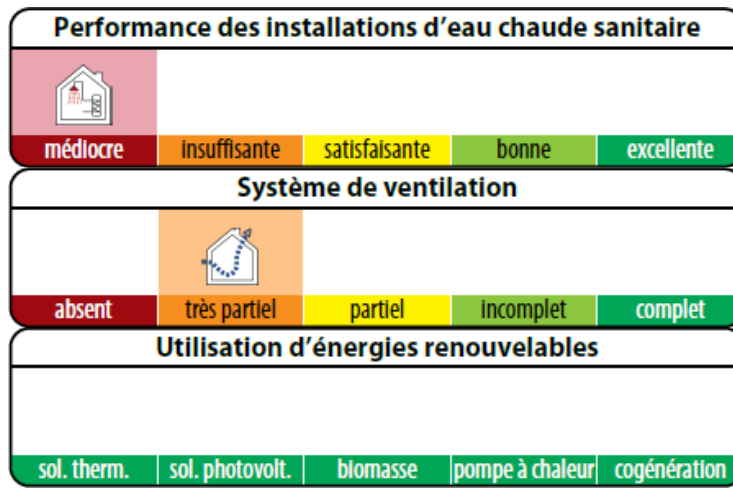 Performance des installations d’eau chaude sanitaire
médiocre insuffisante satisfaisante bonne excellente
Système de ventilation
absent très partiel partiel incomplet complet
Utilisation d’énergies renouvelables
sol. therm. sol. photovolt. biomasse pompe à chaleur cogénération